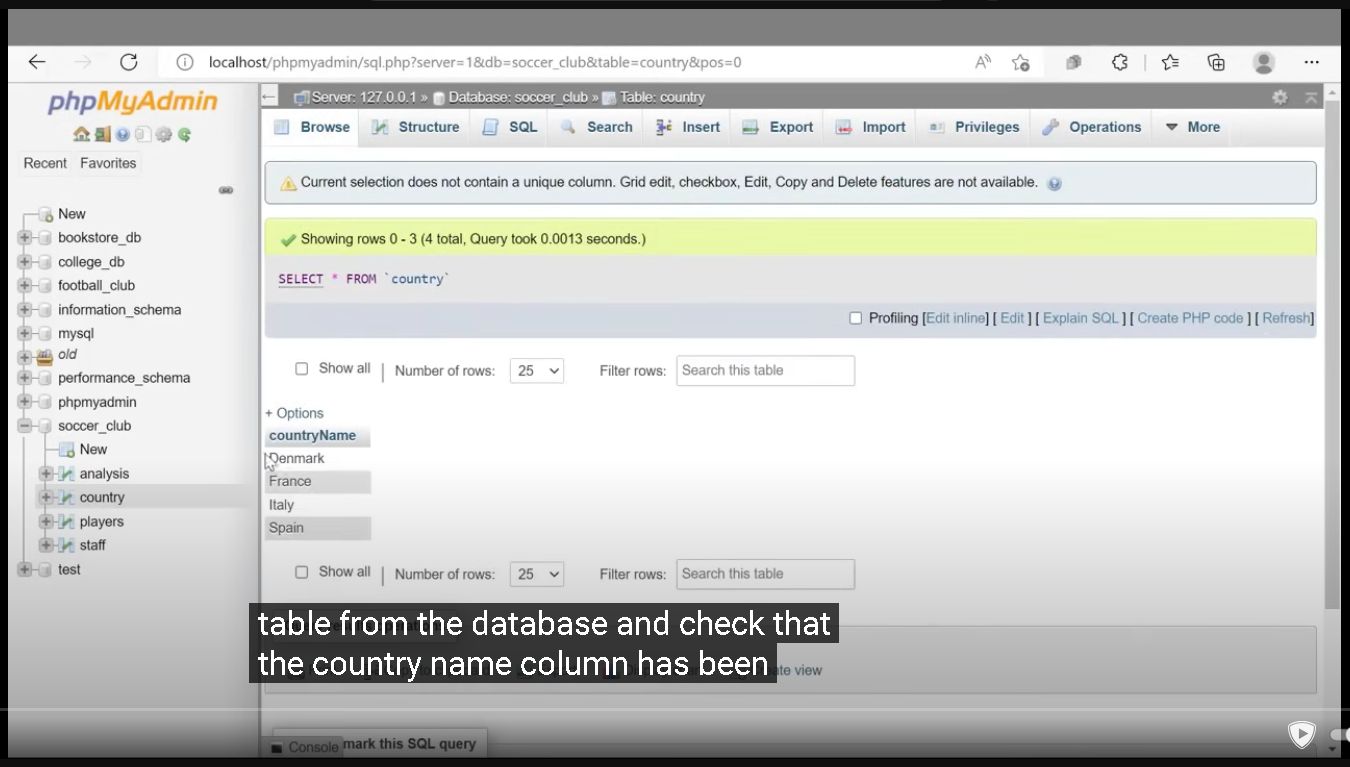 localhost/phpmyadmin/sql.php?server=1&db=soccer_club&table=country&pos=0
phpMyAdmin
Recent Favorites
New
bookstore_db
college_db
football_club
information_schema
mysql
old
performance_schema
phpmyadmin
soccer_club
New
analysis
country
players
staff
test
Server: 127.0.0.1 » Database: soccer_club » Table: country
Browse Structure SQL Search Insert Export Import Privileges Operations More
Current selection does not contain a unique column. Grid edit, checkbox, Edit, Copy and Delete features are not available.
Showing rows 0 - 3 (4 total, Query took 0.0013 seconds.)
SELECT * FROM `country`
Profiling [Edit inline] [ Edit ] [ Explain SQL ] [ Create PHP code ] [ Refresh]
Show all | Number of rows: 25 Filter rows: Search this table
+ Options
countryName
Denmark
France
Italy
Spain
Show all | Number of rows: 25 Filter rows: Search this table
table from the database and check that
the country name column has been
view
Console mark this SQL query